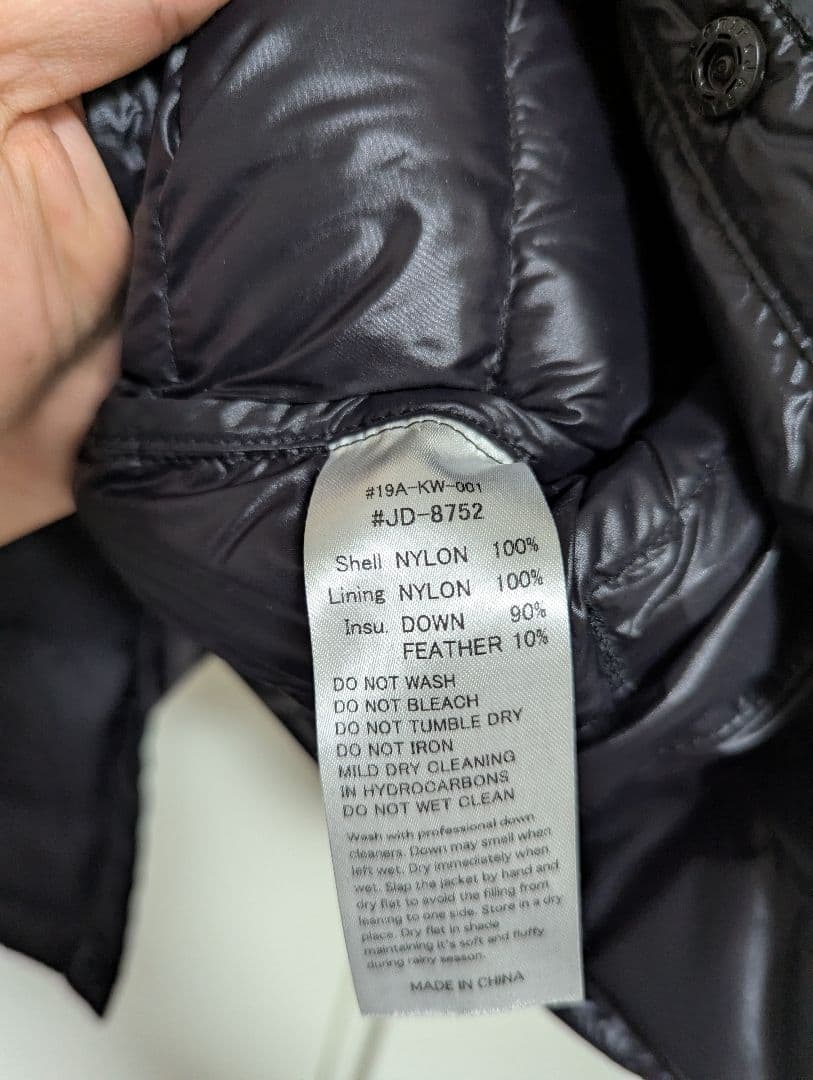 #19A-KW-001
#JD-8752
Shell NYLON 100%
Lining NYLON 100%
Insu. DOWN 90%
FEATHER 10%
DO NOT WASH
DO NOT BLEACH
DO NOT TUMBLE DRY
DO NOT IRON
MILD DRY CLEANING
IN HYDROCARBONS
DO NOT WET CLEAN
Wash with professional down
cleaners. Down may smell when
left wet. Dry immediately when
wet. Slap the jacket by hand and
dry flat to avoid the filling from
leaning to one side. Store in a dry
place. Dry flat in shade
maintaining it's soft and fluffy
during rainy season.
MADE IN CHINA